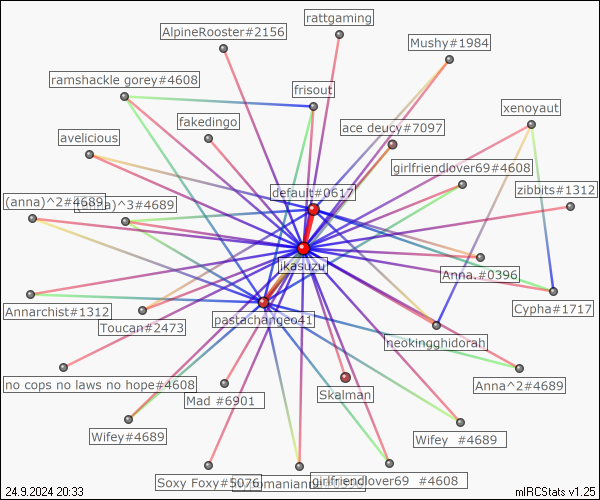 rattgaming
AlpineRooster#2156
Mushy#1984
ramshackle gorey#4608
frisout
xenoyaut
fakedingo
ace deucy#7097
avelicious
girlfriendlover69#4608
zibbits#1312
default#0617
(anna)^2#4689
)^3#4689
jkasuzu
Anna.#0396
Annarchist#1312
Cypha#1717
Toucan#2473
pastachangeo41
neokingghidorah
no cops no laws no hope#4608
Anna^2#4689
Mad #6901
Skalman
Wifey#4689
Wifey #4689
Soxy Foxy#5076
girlfriendlover69 #4608
24.9.2024 20:33
mIRCStats v1.25